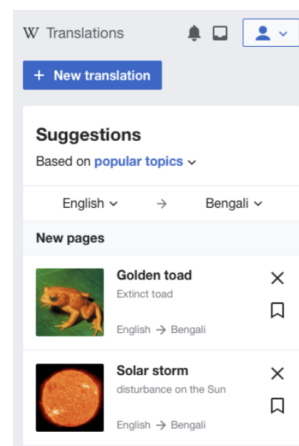 W Translations
+ New translation
Suggestions
Based on popular topics
English → Bengali
New pages
Golden toad
Extinct toad
English → Bengali
Solar storm
disturbance on the Sun
English → Bengali